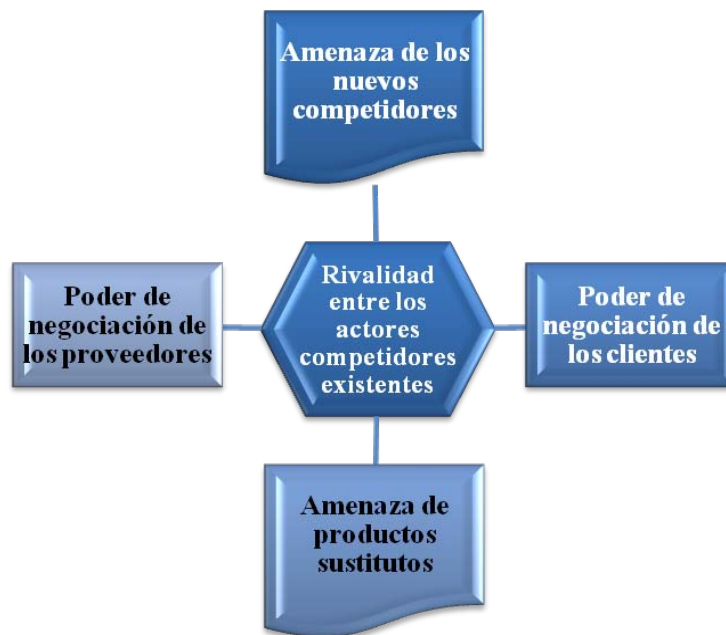 Amenaza de los
nuevos
competidores
Poder de
negociación de
los proveedores
Rivalidad
entre los
actores
competidores
existentes
Poder de
negociación de
los clientes
Amenaza de
productos
sustitutos